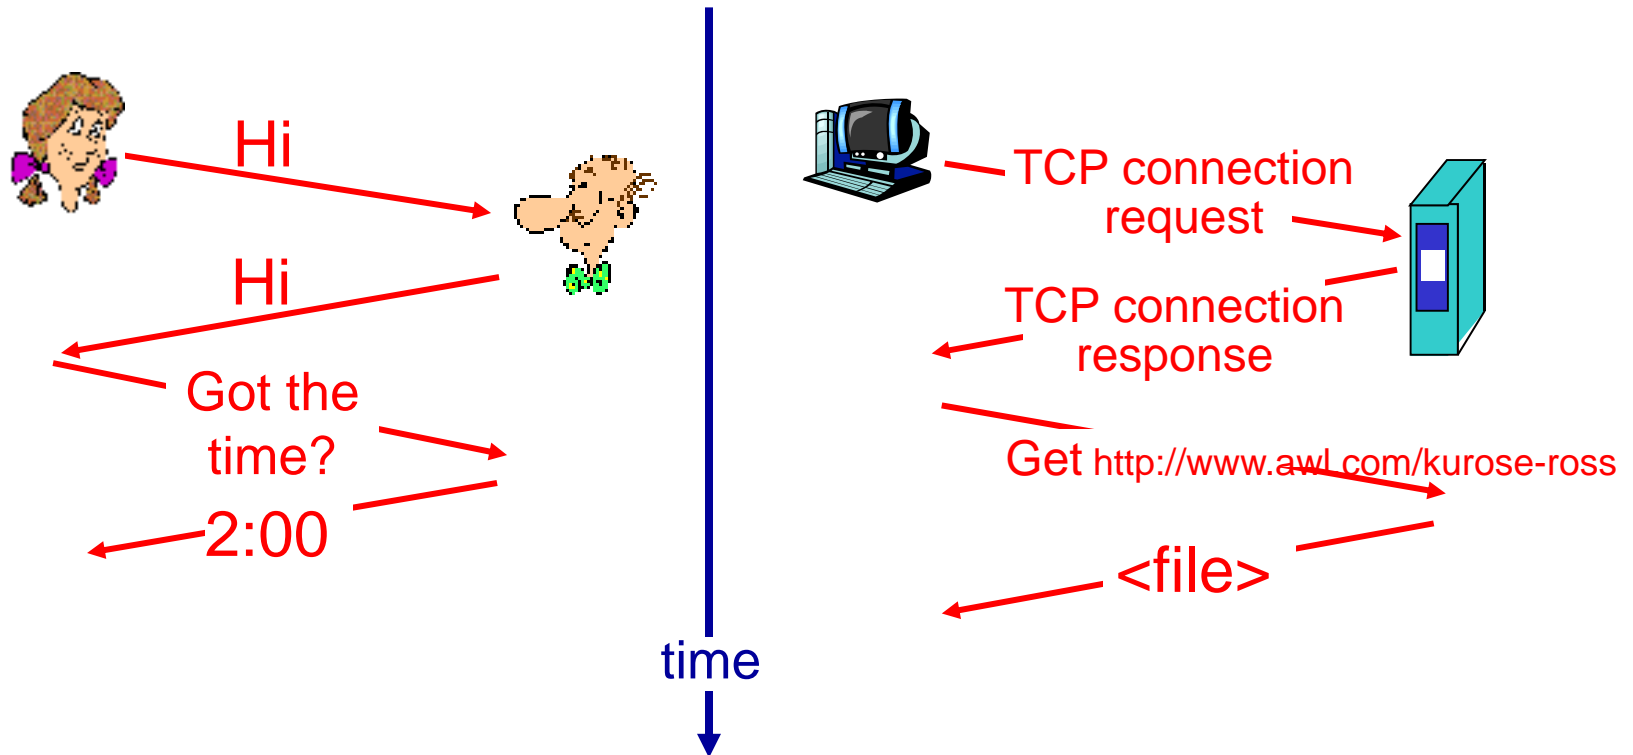 Hi
Hi
Got the
time?
2:00
time
TCP connection
request
TCP connection
response
Get http://www.awl.com/kurose-ross
<file>